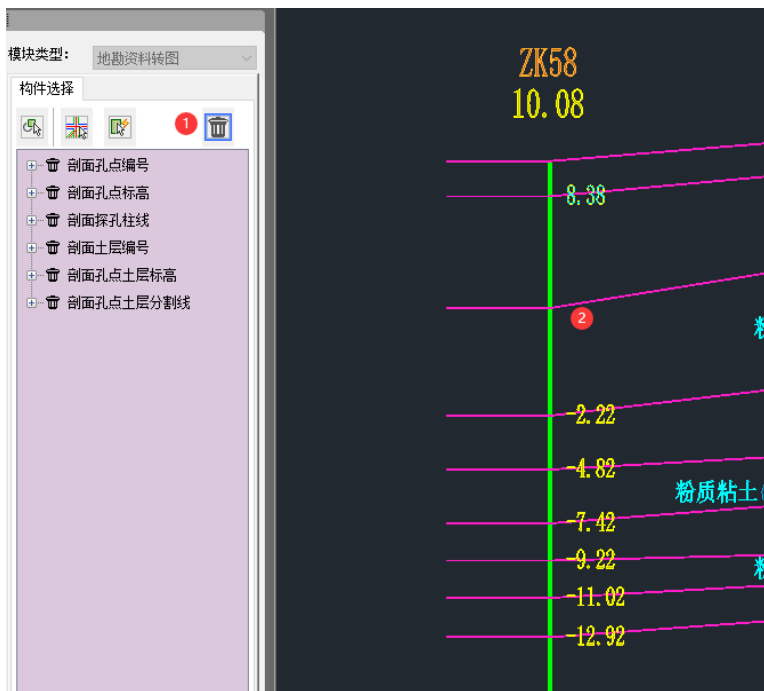 模块类型:
地勘资料转图
构件选择
1
剖面孔点编号
剖面孔点标高
剖面探孔柱线
剖面土层编号
剖面孔点土层标高
剖面孔点土层分割线
ZK58
10.08
8.38
2
-2.22
-4.82
粉质粘土
-7.42
-9.22
-11.02
-12.92